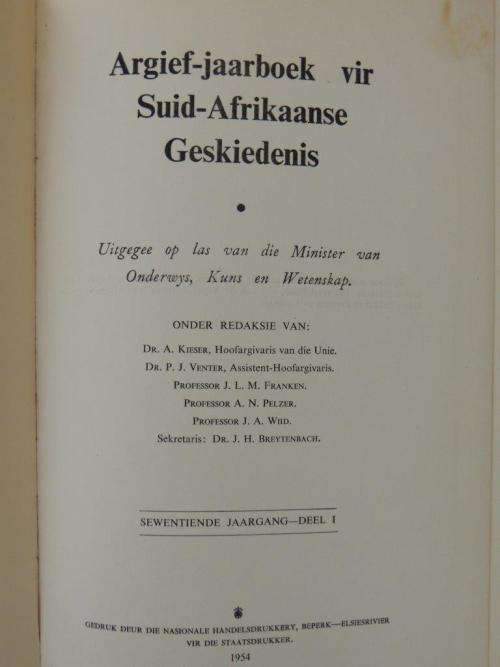 Argief-jaarboek vir
Suid-Afrikaanse
Geskiedenis
•
Uitgegee op las van die Minister van
Onderwys, Kuns en Wetenskap.
ONDER REDAKSIE VAN:
DR. A. KIESER, Hoofargivaris van die Unie.
DR. P. J. VENTER, Assistent-Hoofargivaris.
PROFESSOR J. L. M. FRANKEN.
PROFESSOR A. N. PELZER.
PROFESSOR J. A. WIID.
Sekretaris: DR. J. H. BREYTENBACH.
SEWENTIENDE JAARGANG—DEEL I
GEDRUK DEUR DIE NASIONALE HANDELSDRUKKERY, BEPERK—ELSIESRIVIER
VIR DIE STAATSDRUKKER.
1954